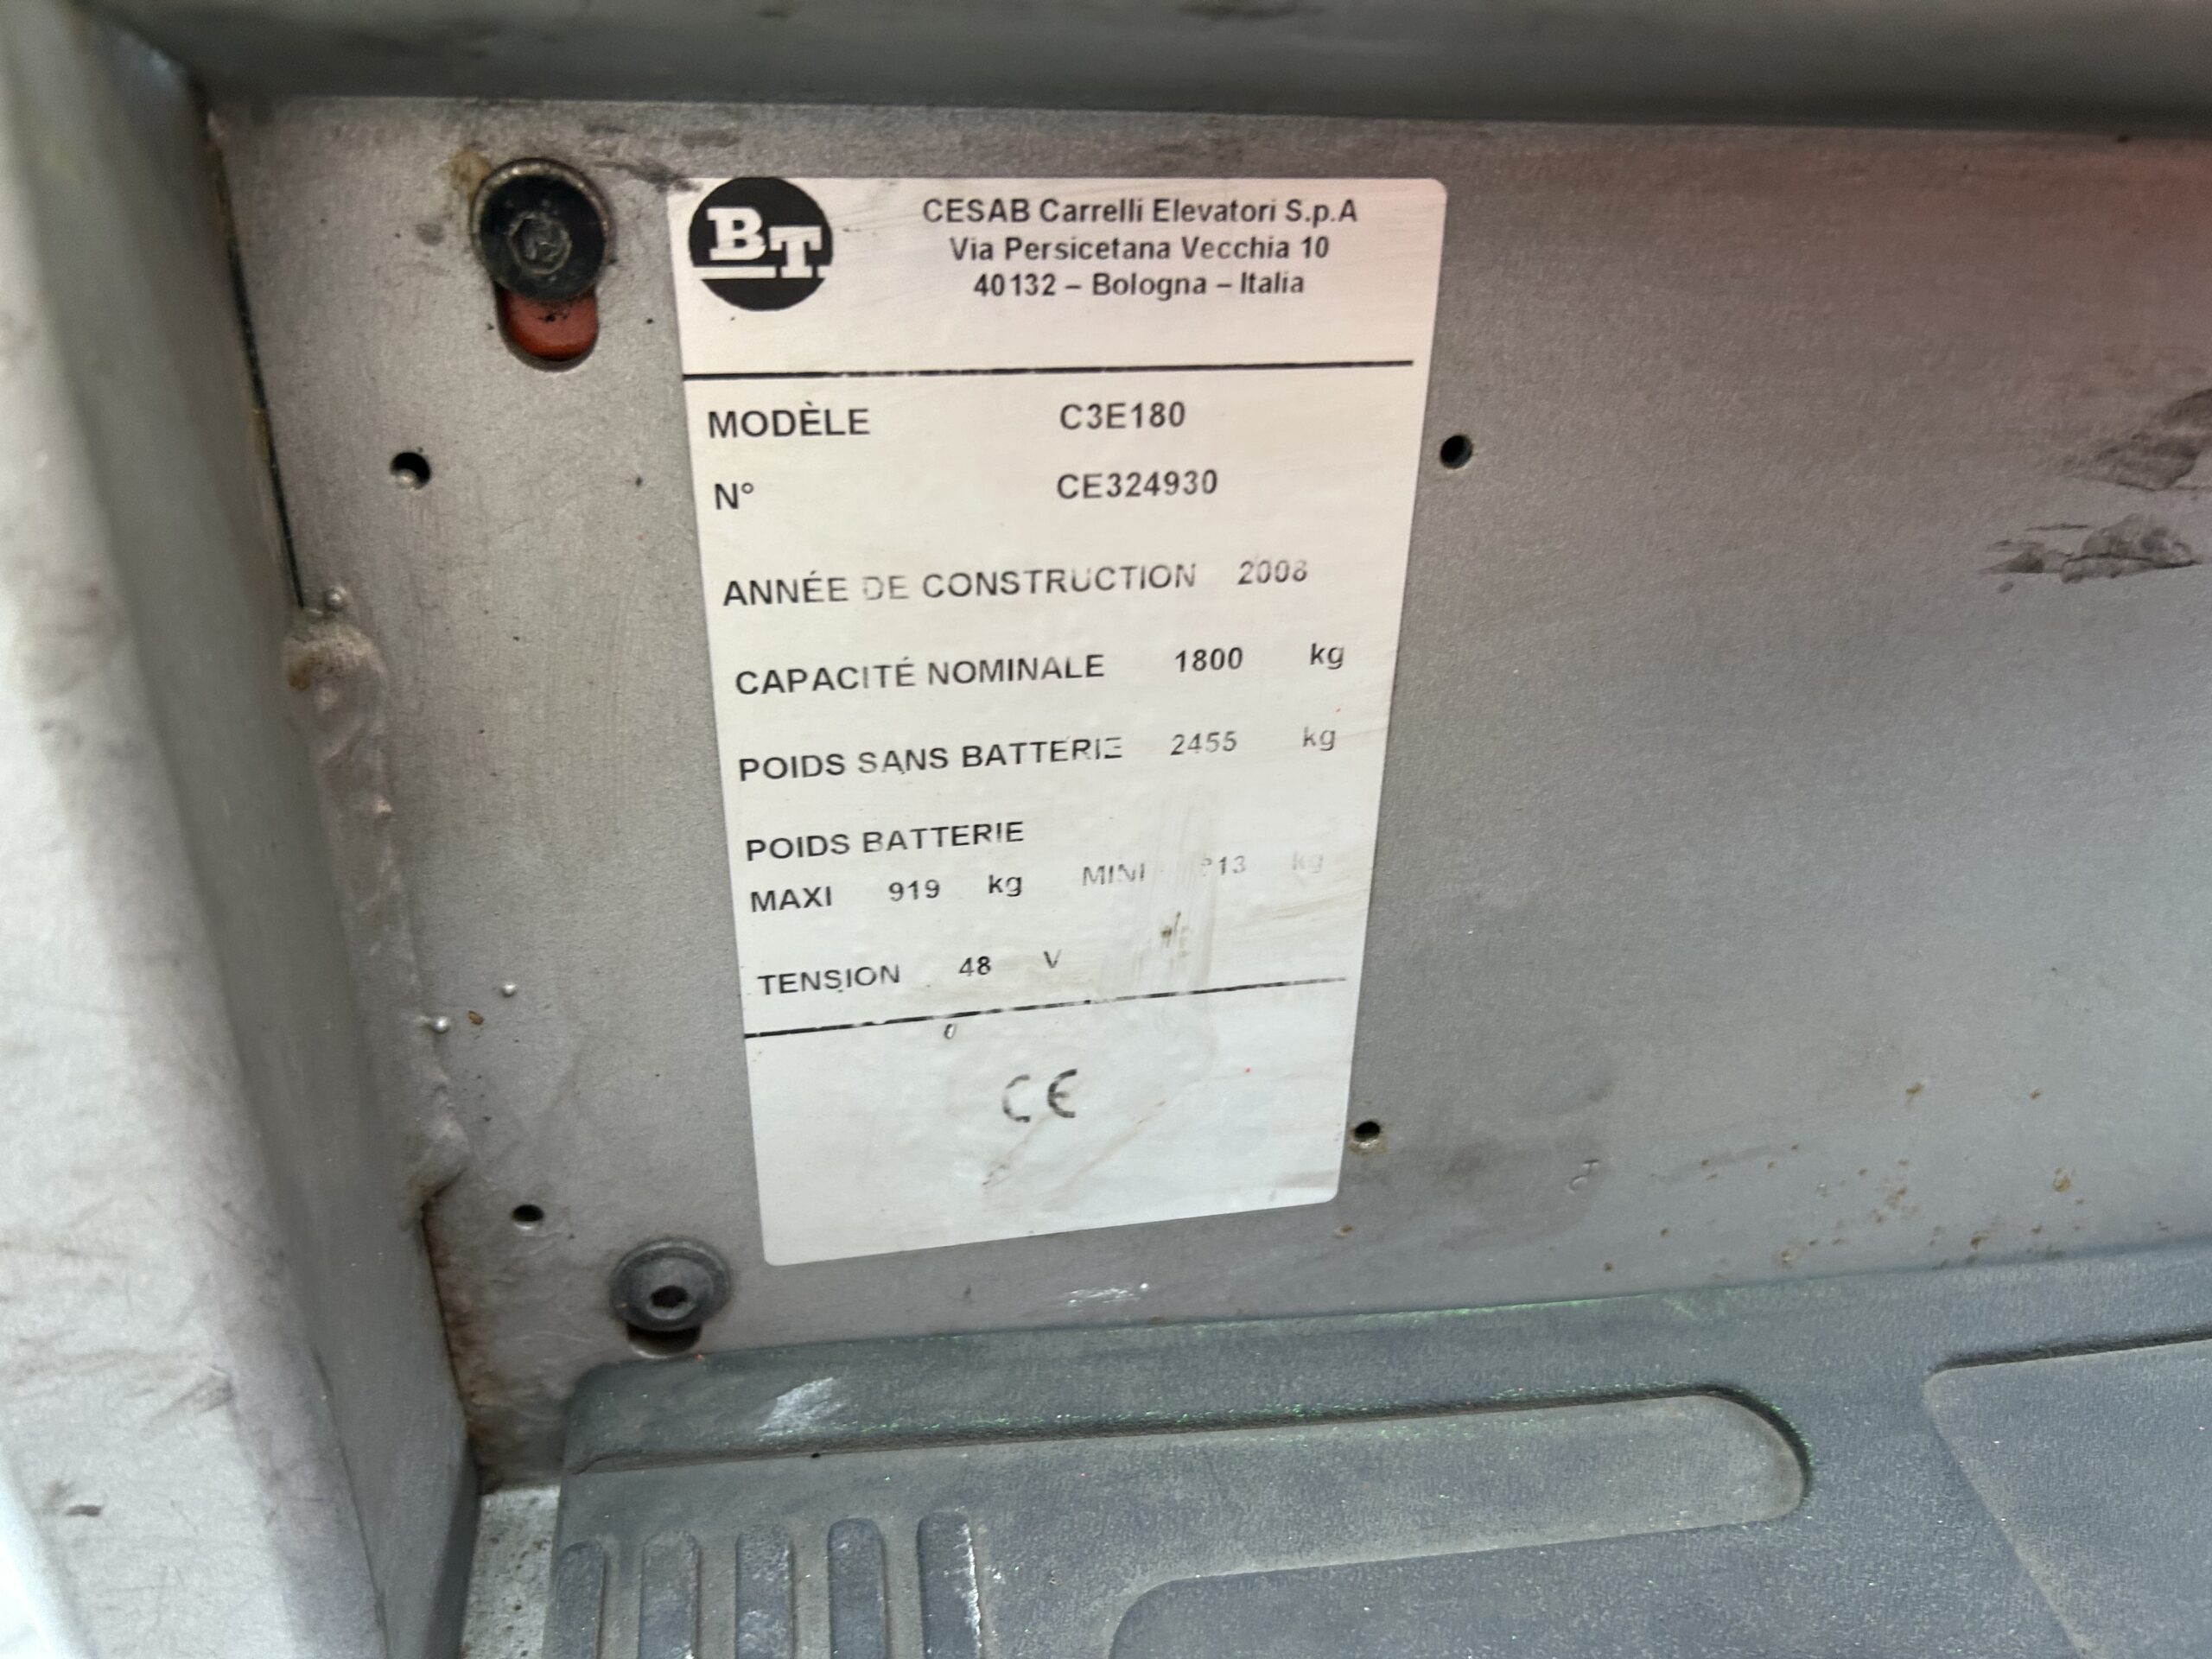 BT
CESAB Carrelli Elevatori S.p.A
Via Persicetana Vecchia 10
40132 – Bologna – Italia
MODÈLE C3E180
N° CE324930
ANNÉE DE CONSTRUCTION 2008
CAPACITÉ NOMINALE 1800 kg
POIDS SANS BATTERIE 2455 kg
POIDS BATTERIE
MAXI 919 kg MINI kg
TENSION 48 V
CE